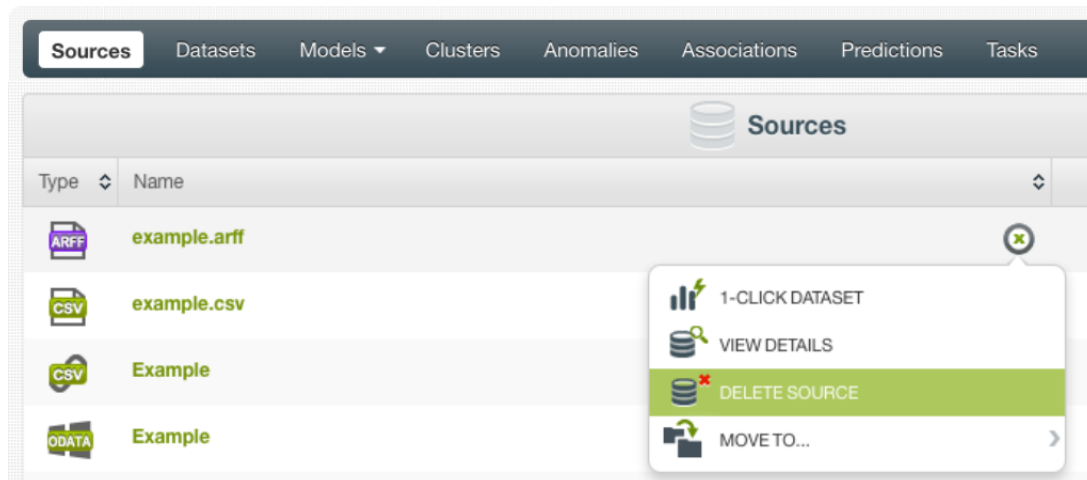 Sources Datasets Models Clusters Anomalies Associations Predictions Tasks
Sources
Type Name
ARFF example.arff
CSV example.csv
1-CLICK DATASET
VIEW DETAILS
CSV Example
DELETE SOURCE
ODATA Example
MOVE TO...